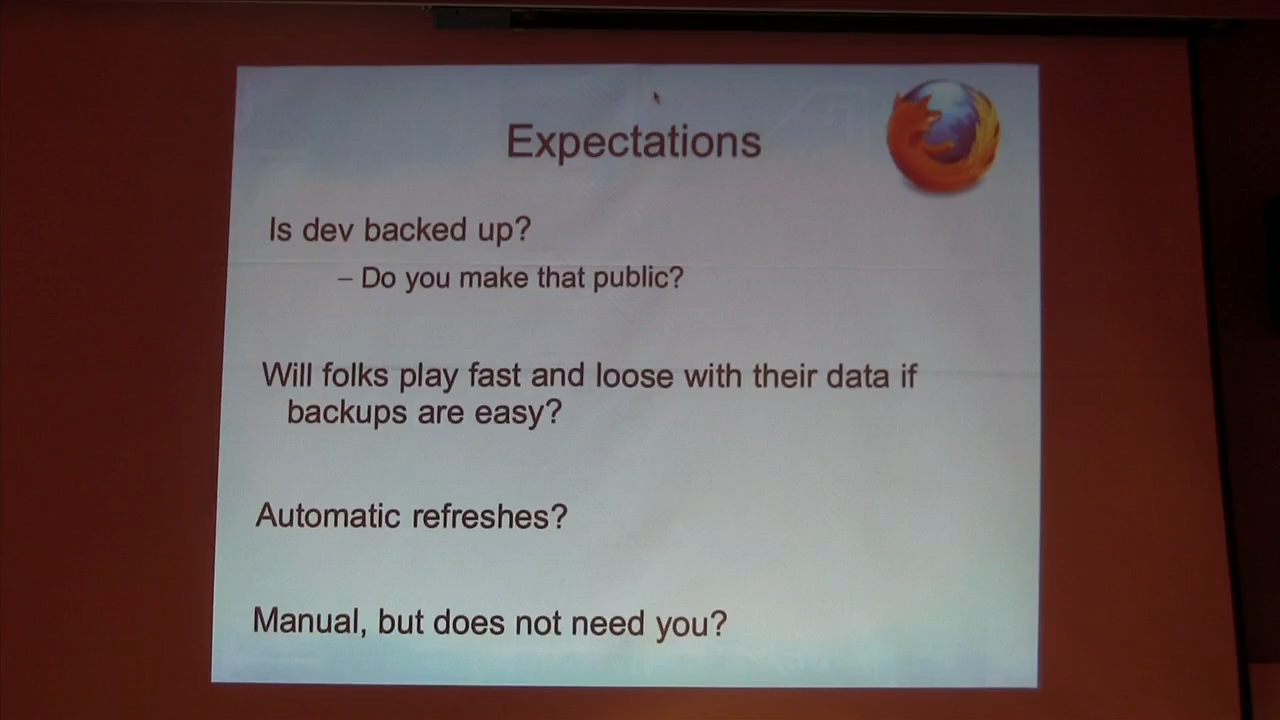 Expectations
Is dev backed up?
– Do you make that public?
Will folks play fast and loose with their data if
backups are easy?
Automatic refreshes?
Manual, but does not need you?